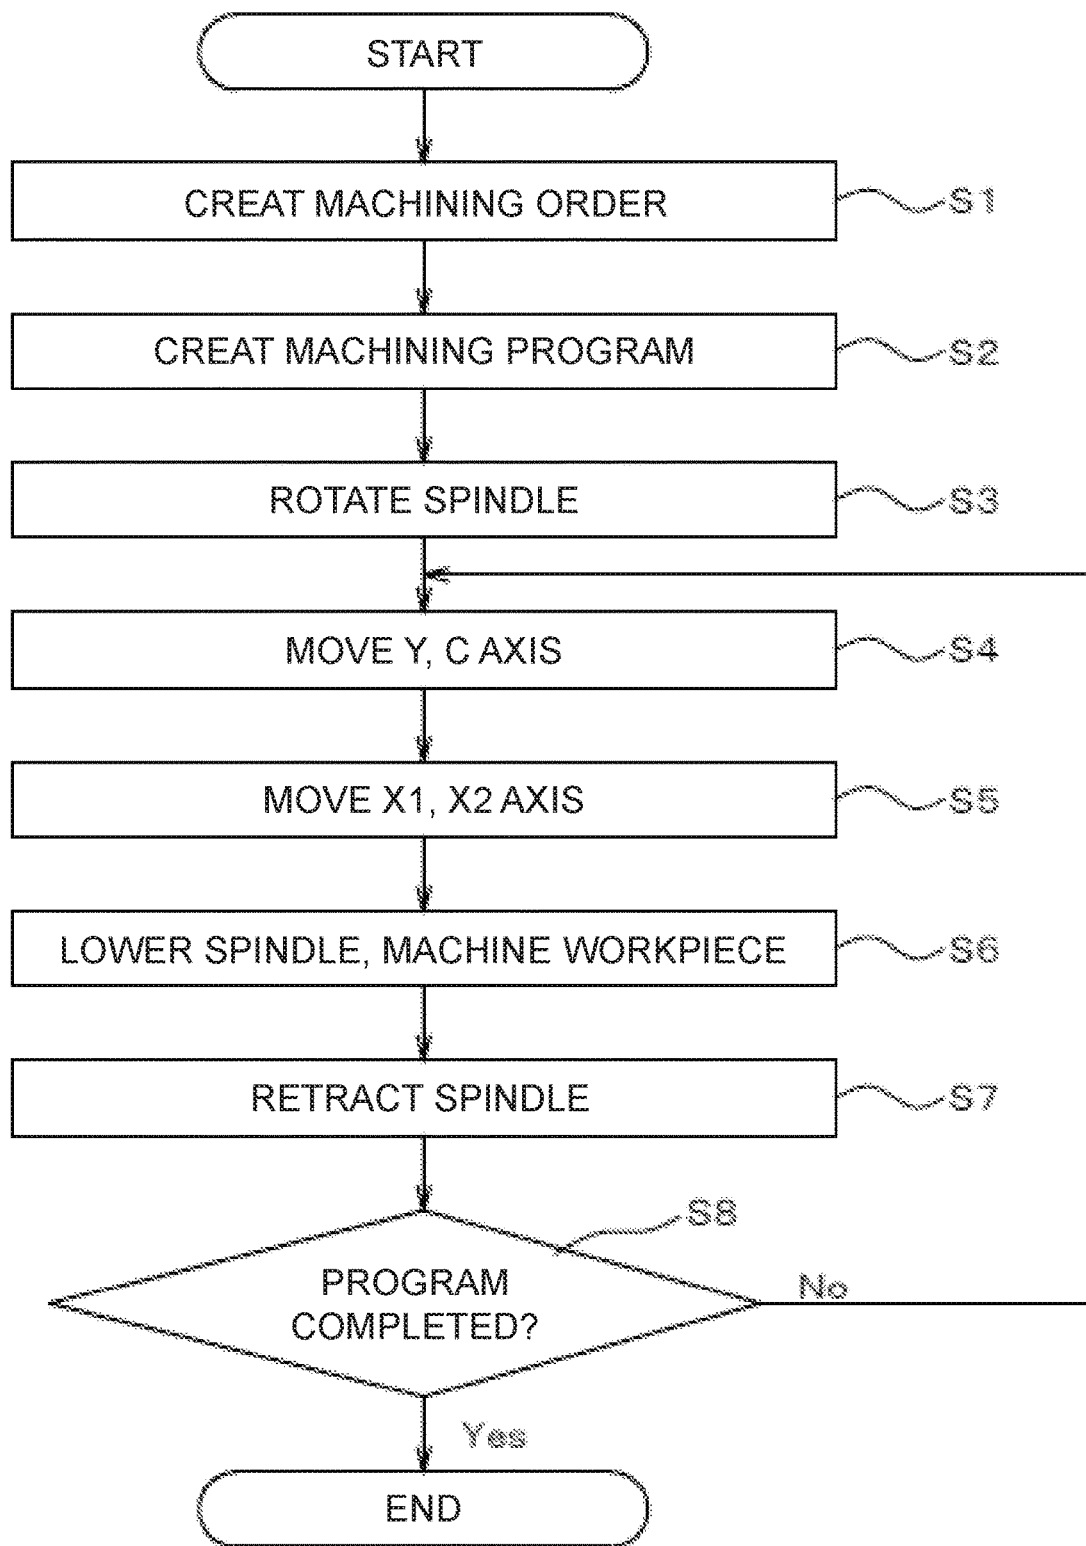 START
CREAT MACHINING ORDER
S1
CREAT MACHINING PROGRAM
S2
ROTATE SPINDLE
S3
MOVE Y, C AXIS
S4
MOVE X1, X2 AXIS
S5
LOWER SPINDLE, MACHINE WORKPIECE
S6
RETRACT SPINDLE
S7
S8
PROGRAM
COMPLETED?
No
Yes
END